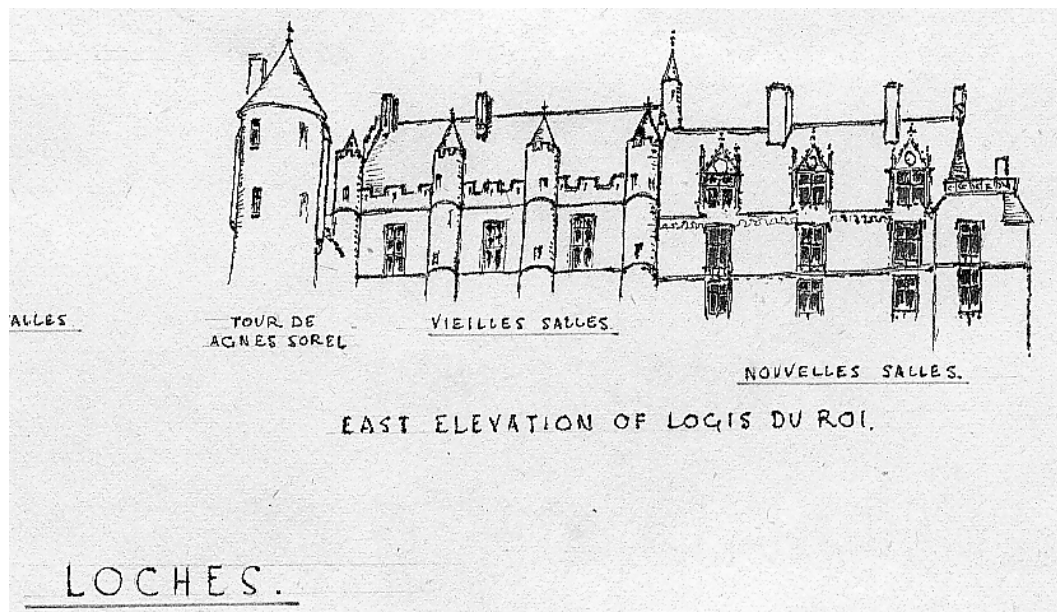 ALLES
TOUR DE
AGNES SOREL
VIEILLES SALLES.
NOUVELLES SALLES.
EAST ELEVATION OF LOGIS DU ROI.
LOCHES.